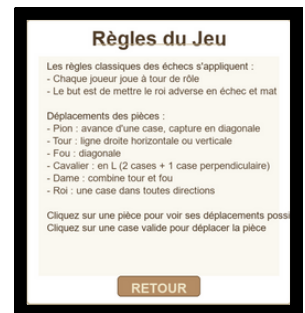 Règles du Jeu
Les règles classiques des échecs s'appliquent :
- Chaque joueur joue à tour de rôle
- Le but est de mettre le roi adverse en échec et mat
Déplacements des pièces :
- Pion : avance d'une case, capture en diagonale
- Tour : ligne droite horizontale ou verticale
- Fou : diagonale
- Cavalier : en L (2 cases + 1 case perpendiculaire)
- Dame : combine tour et fou
- Roi : une case dans toutes directions
Cliquez sur une pièce pour voir ses déplacements possi
Cliquez sur une case valide pour déplacer la pièce
RETOUR